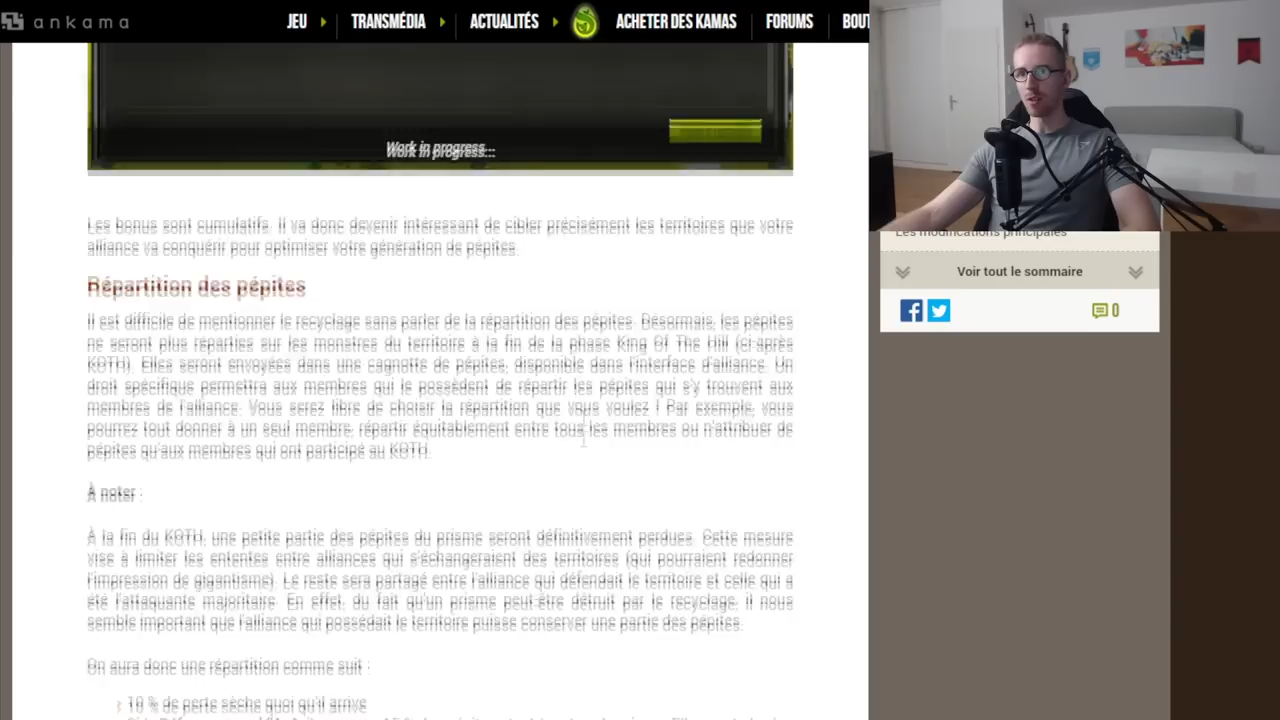 ankama
JEU
TRANSMÉDIA
ACTUALITÉS
ACHETER DES KAMAS
FORUMS
BOUT
Work in progress...
Les bonus sont cumulatifs. Il va donc devenir intéressant de cibler précisément les territoires que votre
alliance va conquérir pour optimiser votre génération de pépites.
Répartition des pépites
Il est difficile de mentionner le recyclage sans parler de la répartition des pépites. Désormais, les pépites
ne seront plus réparties sur les monstres du territoire à la fin de la phase King Of The Hill (ci-après
KOTH). Elles seront envoyées dans une cagnotte de pépites, disponible dans l'interface d'alliance. Un
droit spécifique permettra aux membres qui le possèdent de répartir les pépites qui s'y trouvent aux
membres de l'alliance. Vous serez libre de choisir la répartition que vous voulez ! Par exemple, vous
pourrez tout donner à un seul membre, répartir équitablement entre tous les membres ou n'attribuer de
pépites qu'aux membres qui ont participé au KOTH.
À noter :
À la fin du KOTH, une petite partie des pépites du prisme seront définitivement perdues. Cette mesure
vise à limiter les ententes entre alliances qui s'échangeraient des territoires (qui pourraient redonner
l'impression de gigantisme). Le reste sera partagé entre l'alliance qui défendait le territoire et celle qui a
été l'attaquante majoritaire. En effet, du fait qu'un prisme peut-être détruit par le recyclage, il nous
semble important que l'alliance qui possédait le territoire puisse conserver une partie des pépites.
On aura donc une répartition comme suit :
10 % de perte sèche quoi qu'il arrive
Les modifications principales
Voir tout le sommaire
0